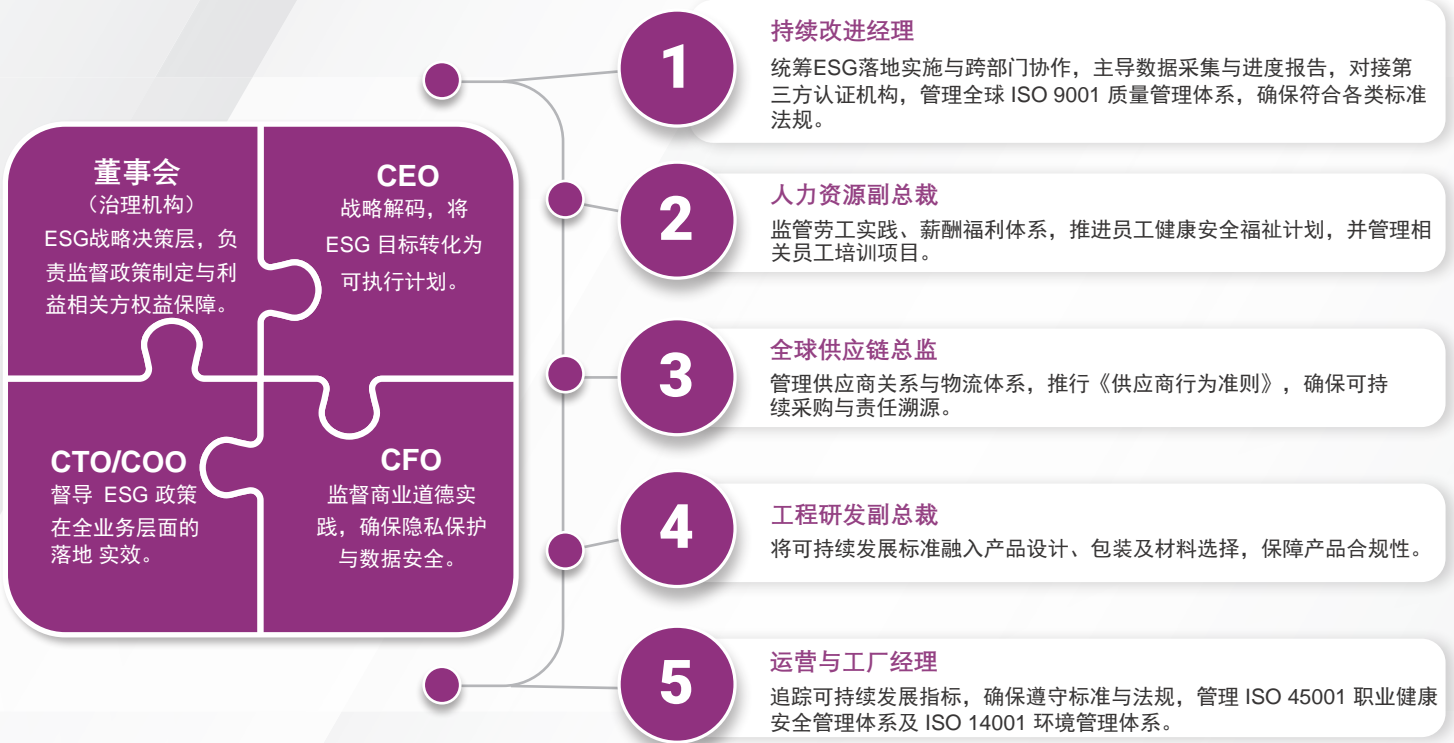 董事会
（治理机构）
ESG战略决策层，负
责监督政策制定与利
益相关方权益保障。
CEO
战略解码，将
ESG 目标转化为
可执行计划。
CTO/COO
督导 ESG 政策
在全业务层面的
落地 实效。
CFO
监督商业道德实
践，确保隐私保护
与数据安全。
1
持续改进经理
统筹ESG落地实施与跨部门协作，主导数据采集与进度报告，对接第
三方认证机构，管理全球 ISO 9001 质量管理体系，确保符合各类标准
法规。
2
人力资源副总裁
监管劳工实践、薪酬福利体系，推进员工健康安全福祉计划，并管理相
关员工培训项目。
3
全球供应链总监
管理供应商关系与物流体系，推行《供应商行为准则》，确保可持
续采购与责任溯源。
4
工程研发副总裁
将可持续发展标准融入产品设计、包装及材料选择，保障产品合规性。
5
运营与工厂经理
追踪可持续发展指标，确保遵守标准与法规，管理 ISO 45001 职业健康
安全管理体系及 ISO 14001 环境管理体系。